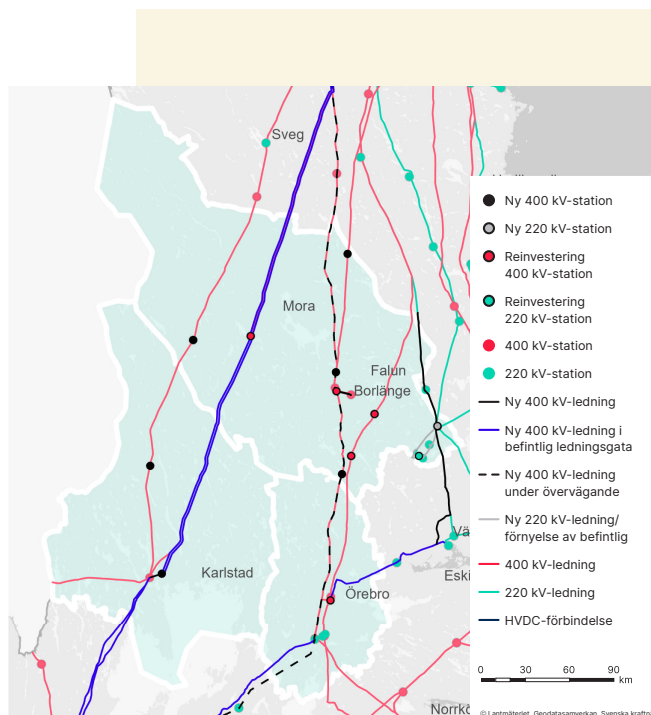 Sveg
Mora
Falun
Borlänge
Karlstad
Örebro
Eski
Norrkö
Ny 400 kV-station
Ny 220 kV-station
Reinvestering
400 kV-station
Reinvestering
220 kV-station
400 kV-station
220 kV-station
Ny 400 kV-ledning
Ny 400 kV-ledning i
befintlig ledningsgata
Ny 400 kV-ledning
under övervägande
Ny 220 kV-ledning/
förnyelse av befintlig
400 kV-ledning
220 kV-ledning
HVDC-förbindelse
0 30 60 90
km
© Lantmäteriet, Geodatasamverkan, Svenska kraftnä